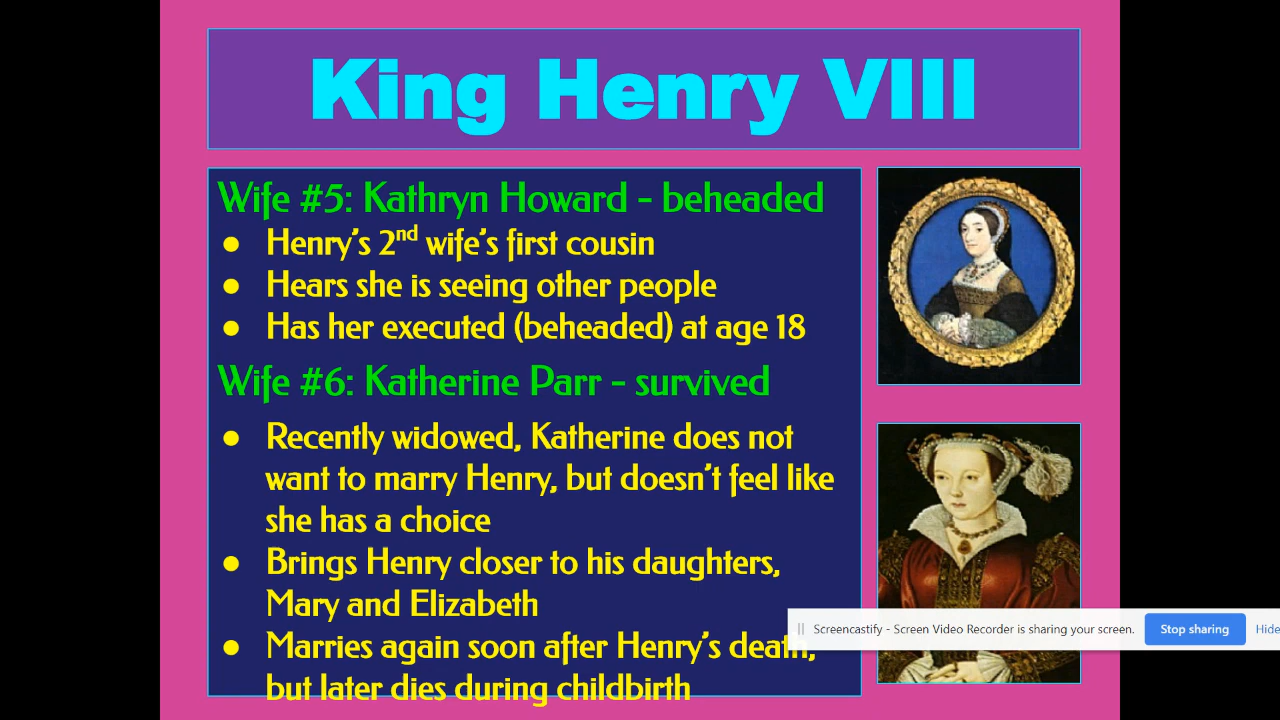 King Henry VIII
Wife #5: Kathryn Howard - beheaded
● Henry's 2nd wife's first cousin
● Hears she is seeing other people
● Has her executed (beheaded) at age 18
Wife #6: Katherine Parr - survived
● Recently widowed, Katherine does not
want to marry Henry, but doesn't feel like
she has a choice
● Brings Henry closer to his daughters,
Mary and Elizabeth
● Marries again soon after Henry's death,
but later dies during childbirth
Screencastify - Screen Video Recorder is sharing your screen.
Stop sharing
Hide